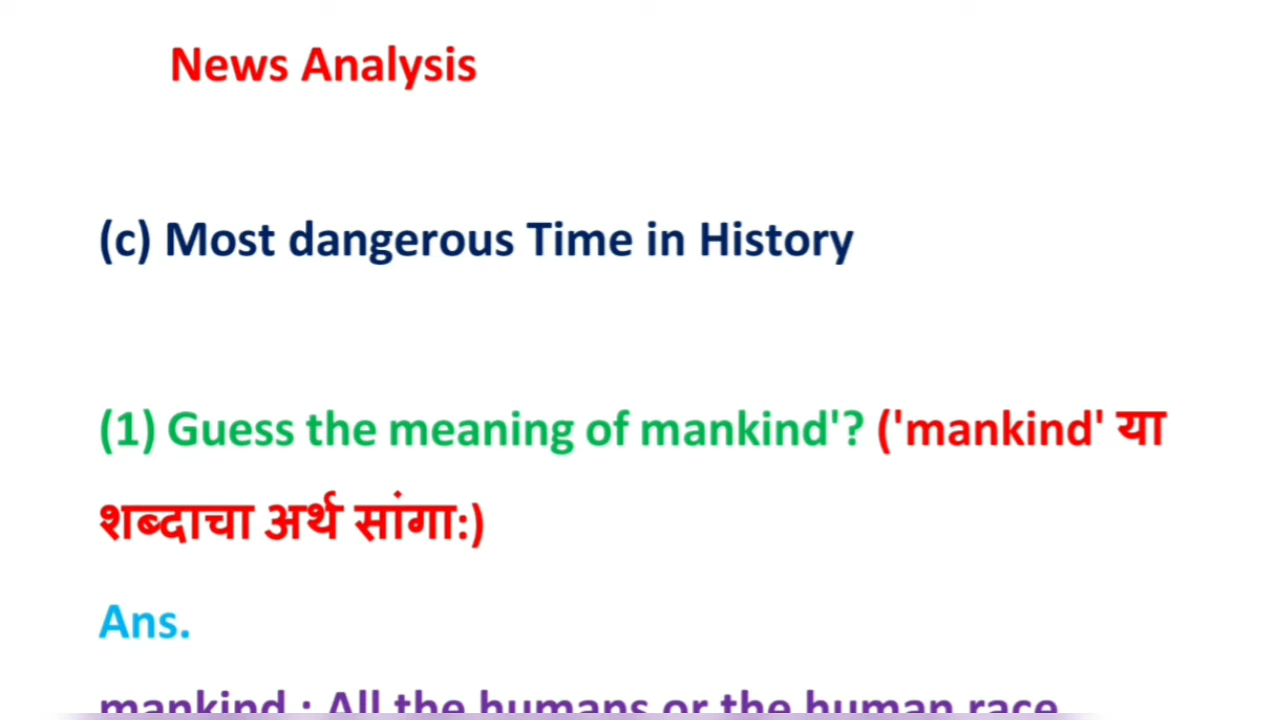 News Analysis
(c) Most dangerous Time in History
(1) Guess the meaning of mankind'? ('mankind' या
शब्दाचा अर्थ सांगा:)
Ans.
mankind : All the humans or the human race